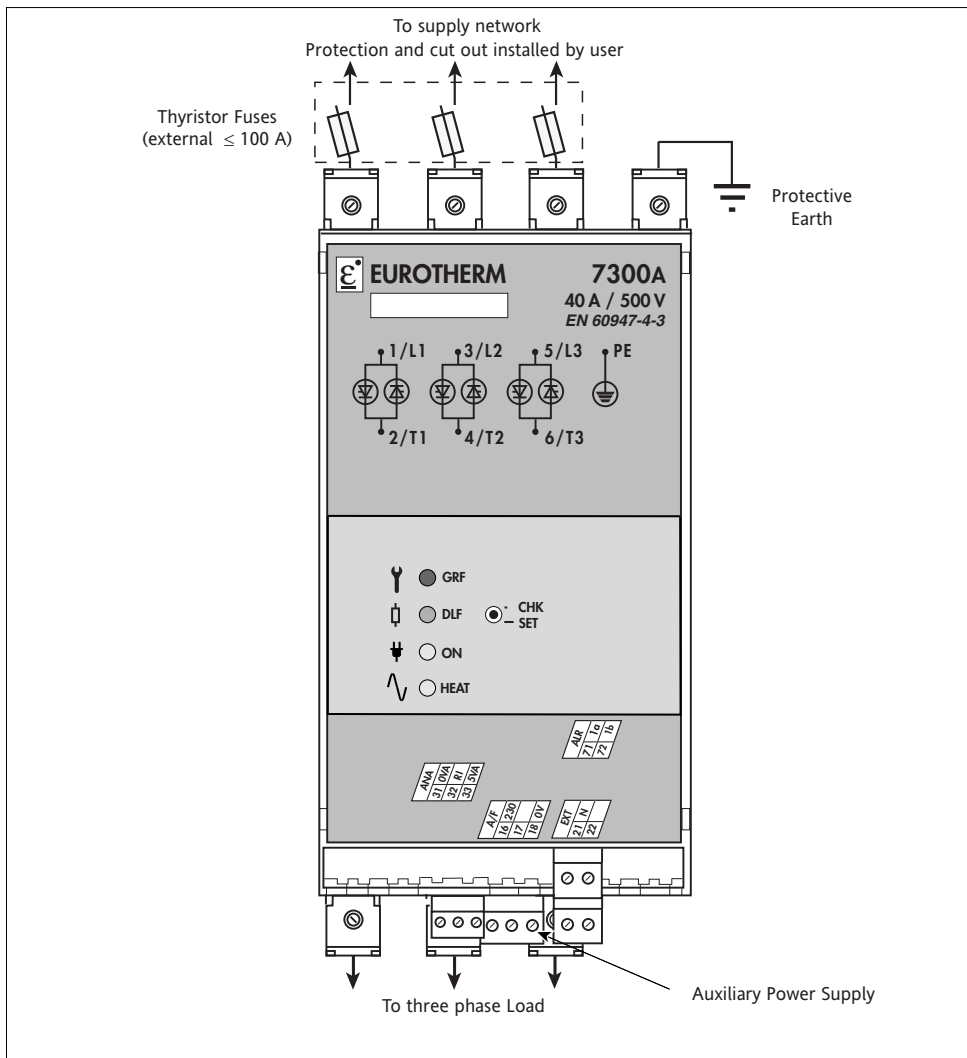 To supply network
Protection and cut out installed by user
Thyristor Fuses
(external ≤ 100 A)
Protective
Earth
EUROTHERM
7300A
40 A / 500 V
EN 60947-4-3
1/L1
3/L2
5/L3
PE
2/T1
4/T2
6/T3
GRF
DLF
CHK
SET
ON
HEAT
ALR
71 1a
72 1b
ANA
31 0VA
32 RI
33 5VA
A/F
16 230
17
18 0V
EXT
21 N
22
To three phase Load
Auxiliary Power Supply